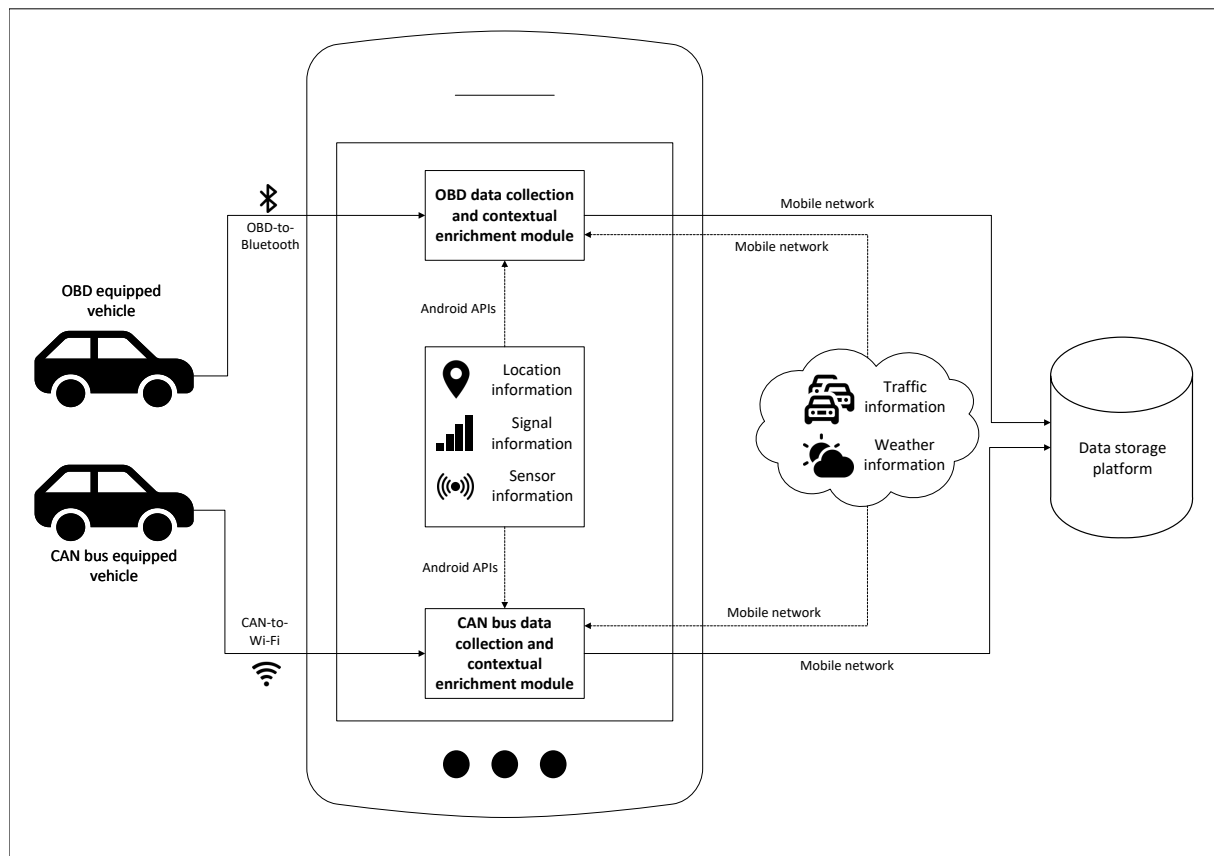 OBD data collection
and contextual
enrichment module
Mobile network
OBD-to-
Bluetooth
Mobile network
OBD equipped
vehicle
Android APIs
Location
information
Signal
information
Sensor
information
Traffic
information
Weather
information
Data storage
platform
CAN bus equipped
vehicle
Android APIs
CAN-to-
Wi-Fi
Mobile network
CAN bus data
collection and
contextual
enrichment module
Mobile network